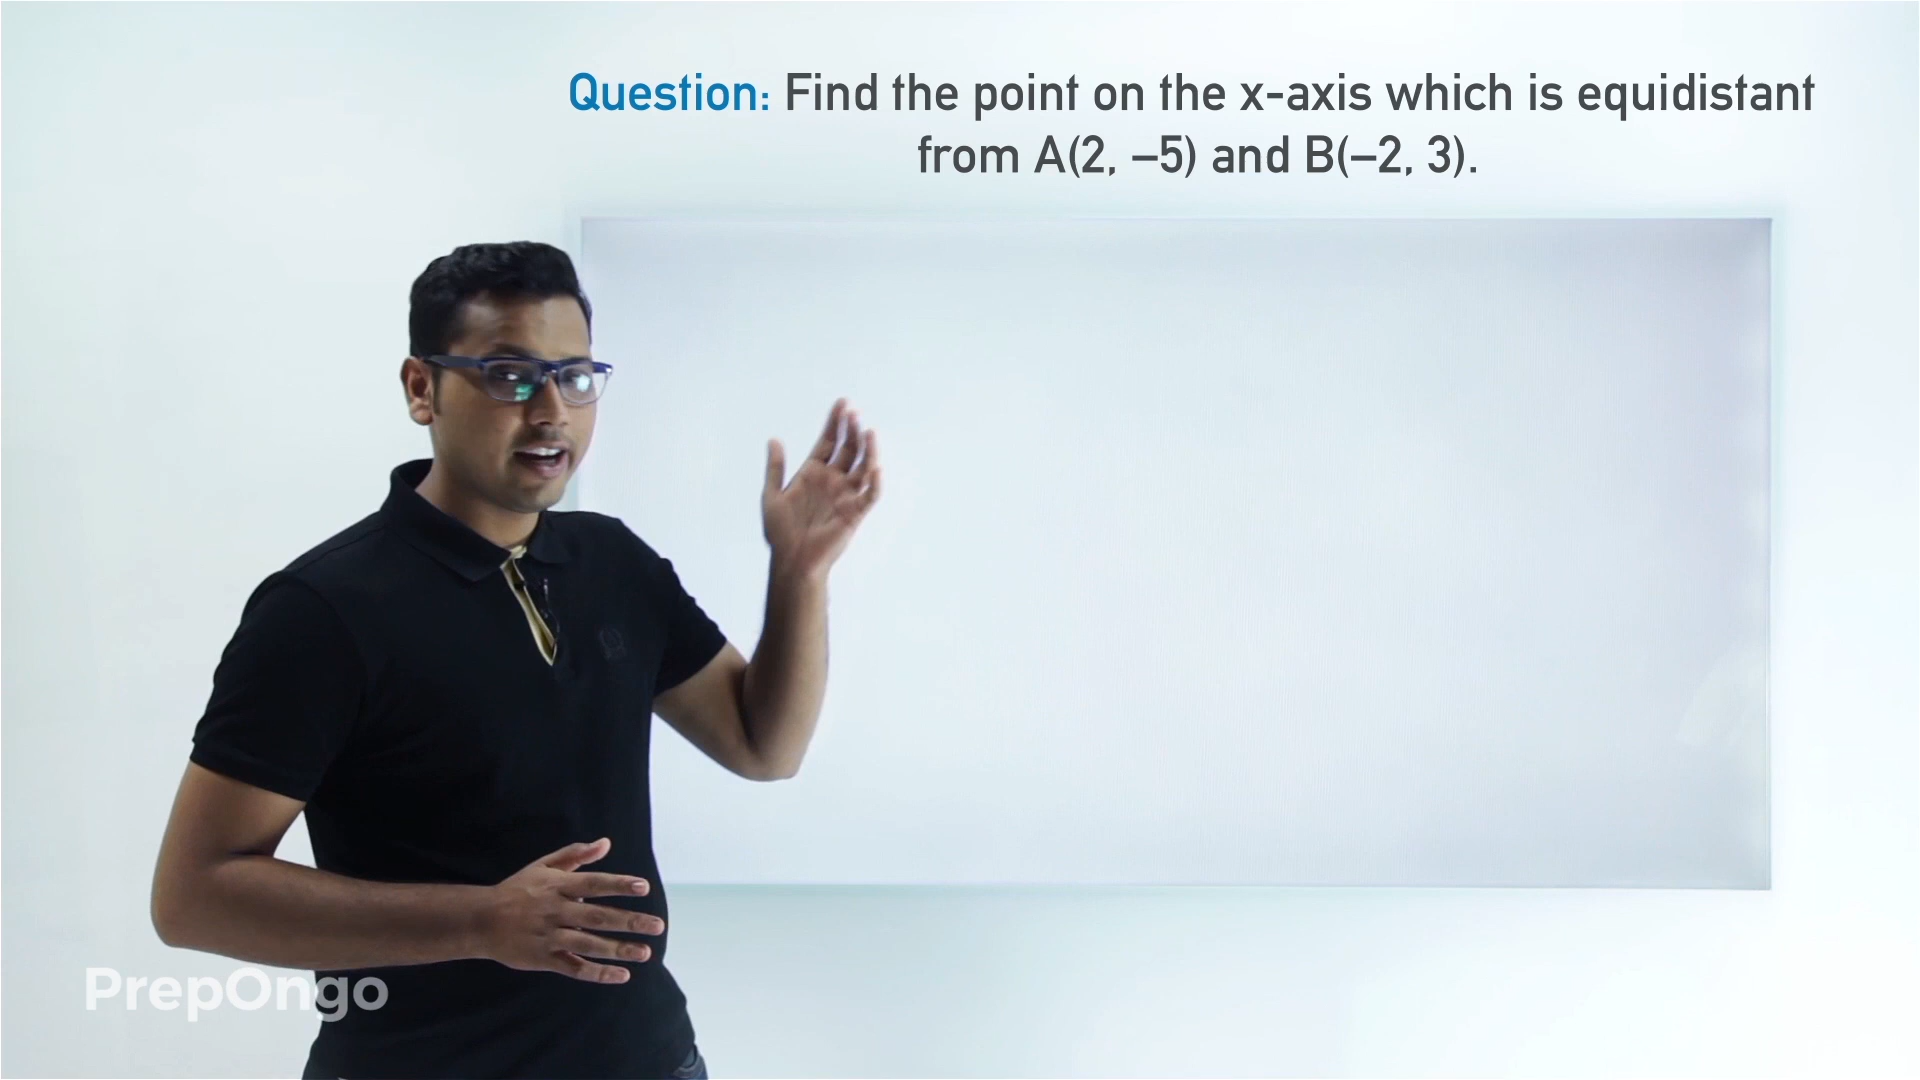 Question: Find the point on the x-axis which is equidistant
from A(2, –5) and B(–2, 3).
PrepOngo